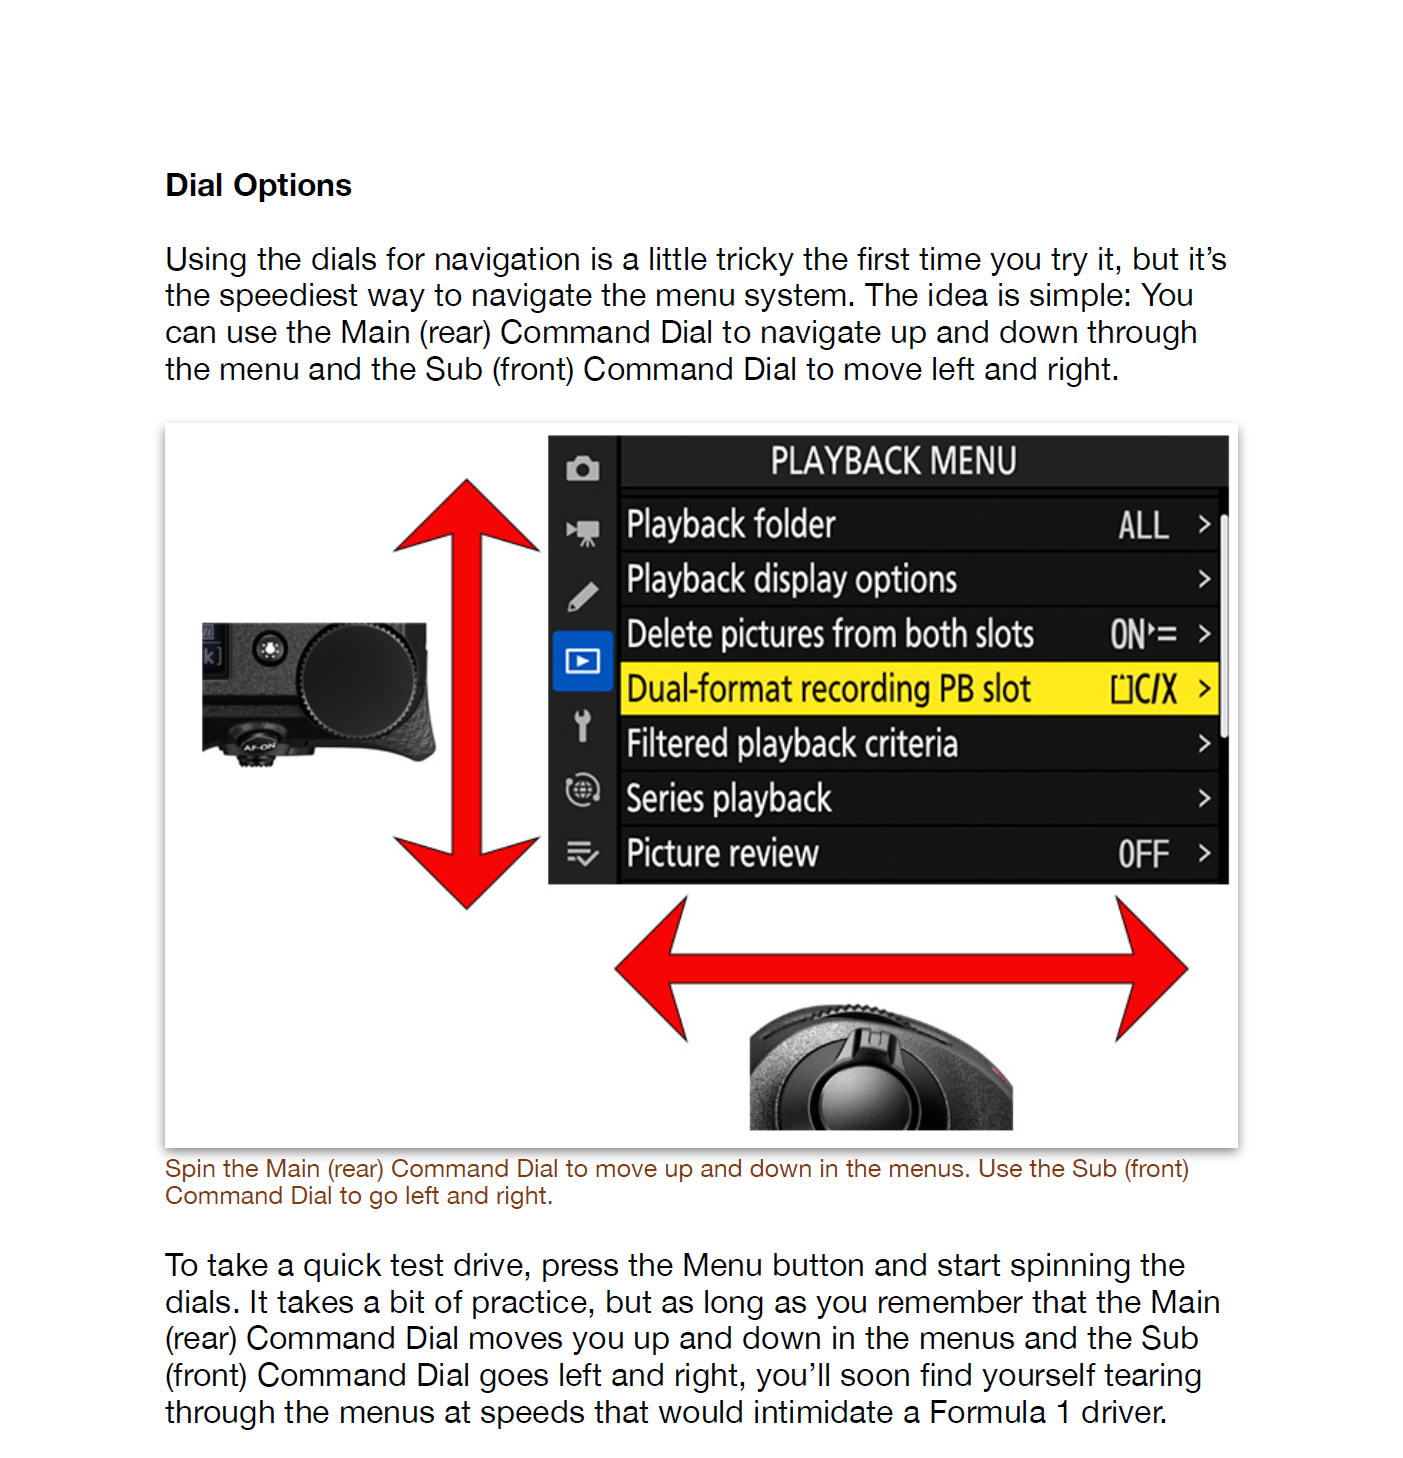 Dial Options
Using the dials for navigation is a little tricky the first time you try it, but it’s
the speediest way to navigate the menu system. The idea is simple: You
can use the Main (rear) Command Dial to navigate up and down through
the menu and the Sub (front) Command Dial to move left and right.
PLAYBACK MENU
Playback folder ALL >
Playback display options >
Delete pictures from both slots ON >
Dual-format recording PB slot C/X >
Filtered playback criteria >
Series playback >
Picture review OFF >
k]
AF-ON
Spin the Main (rear) Command Dial to move up and down in the menus. Use the Sub (front)
Command Dial to go left and right.
To take a quick test drive, press the Menu button and start spinning the
dials. It takes a bit of practice, but as long as you remember that the Main
(rear) Command Dial moves you up and down in the menus and the Sub
(front) Command Dial goes left and right, you’ll soon find yourself tearing
through the menus at speeds that would intimidate a Formula 1 driver.